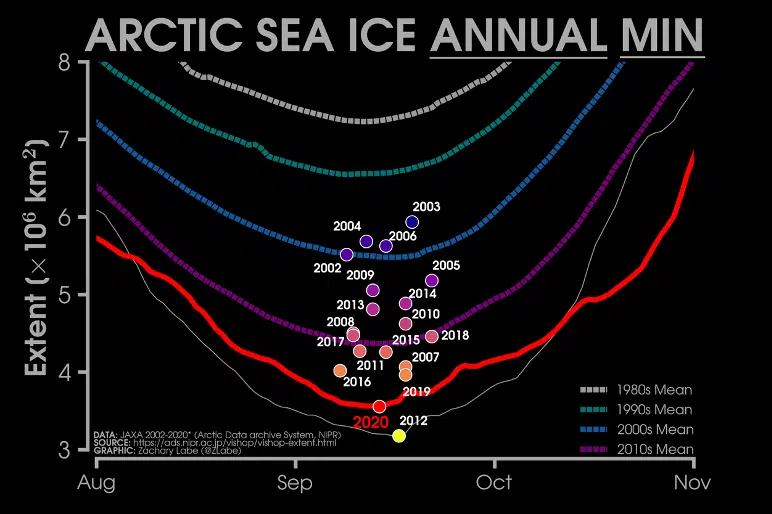 ARCTIC SEA ICE ANNUAL MIN
Extent (×10⁶ km²)
8
7
6
5
4
3
2003
2004
2006
2002
2005
2009
2014
2013
2010
2008
2018
2017
2015
2011
2007
2016
2019
2020
2012
1980s Mean
1990s Mean
2000s Mean
2010s Mean
DATA: JAXA 2002-2020* (Arctic Data archive System, NIPR)
SOURCE: https://ads.nipr.ac.jp/vishop/vishop-extent.html
GRAPHIC: Zachary Labe (@ZLabe)
Aug Sep Oct Nov